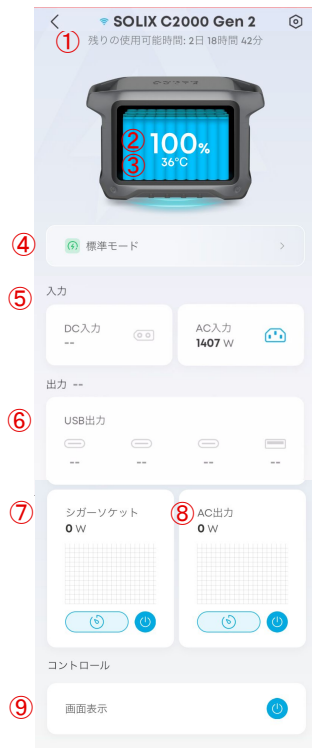 SOLIX C2000 Gen 2
① 残りの使用可能時間: 2日 18時間 42分
② 100%
③ 36°C
④ 標準モード
⑤ 入力
DC入力
--
AC入力
1407 W
出力 --
⑥ USB出力
-- -- -- --
⑦ シガーソケット
0 W
⑧ AC出力
0 W
コントロール
⑨ 画面表示